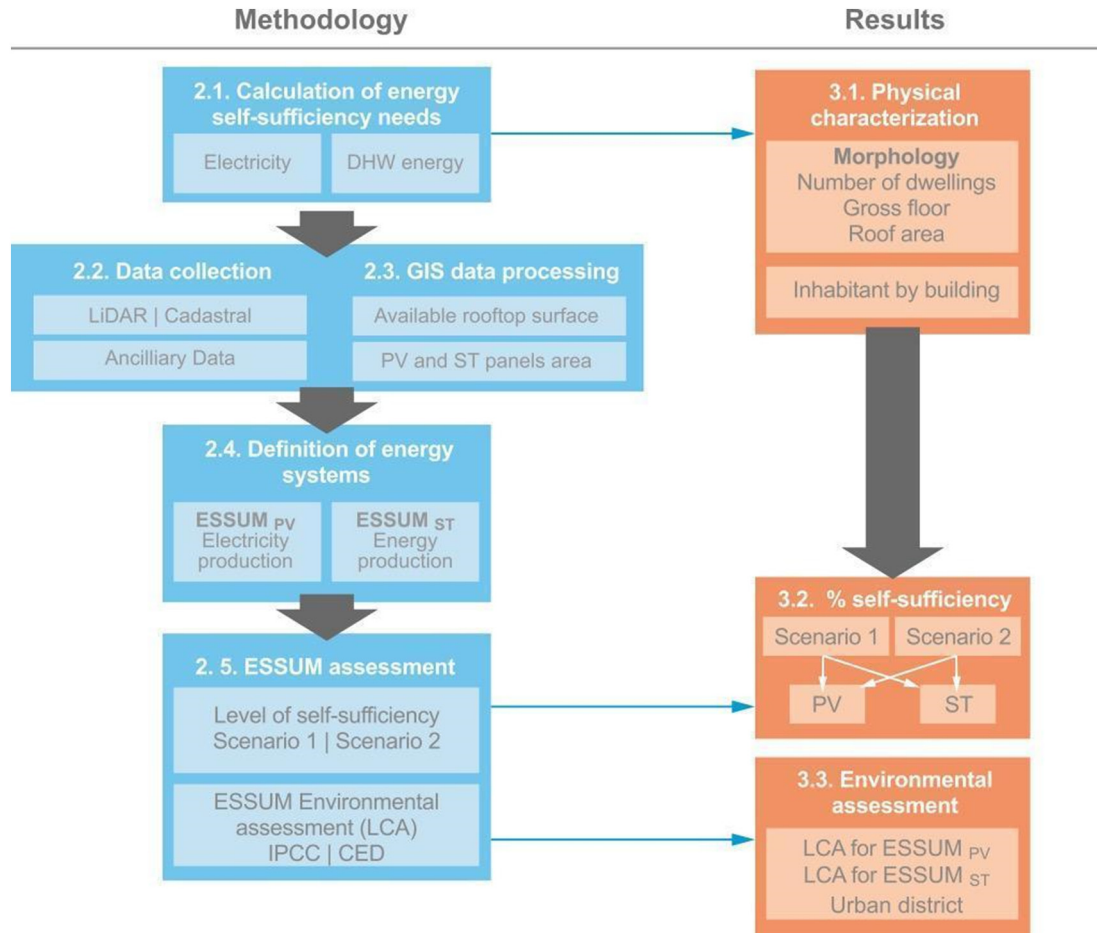 Methodology
Results
2.1. Calculation of energy
self-sufficiency needs
Electricity
DHW energy
2.2. Data collection
LiDAR | Cadastral
Ancilliary Data
2.3. GIS data processing
Available rooftop surface
PV and ST panels area
2.4. Definition of energy
systems
ESSUM PV
Electricity
production
ESSUM ST
Energy
production
2. 5. ESSUM assessment
Level of self-sufficiency
Scenario 1 | Scenario 2
ESSUM Environmental
assessment (LCA)
IPCC | CED
3.1. Physical
characterization
Morphology
Number of dwellings
Gross floor
Roof area
Inhabitant by building
3.2. % self-sufficiency
Scenario 1
Scenario 2
PV
ST
3.3. Environmental
assessment
LCA for ESSUM PV
LCA for ESSUM ST
Urban district